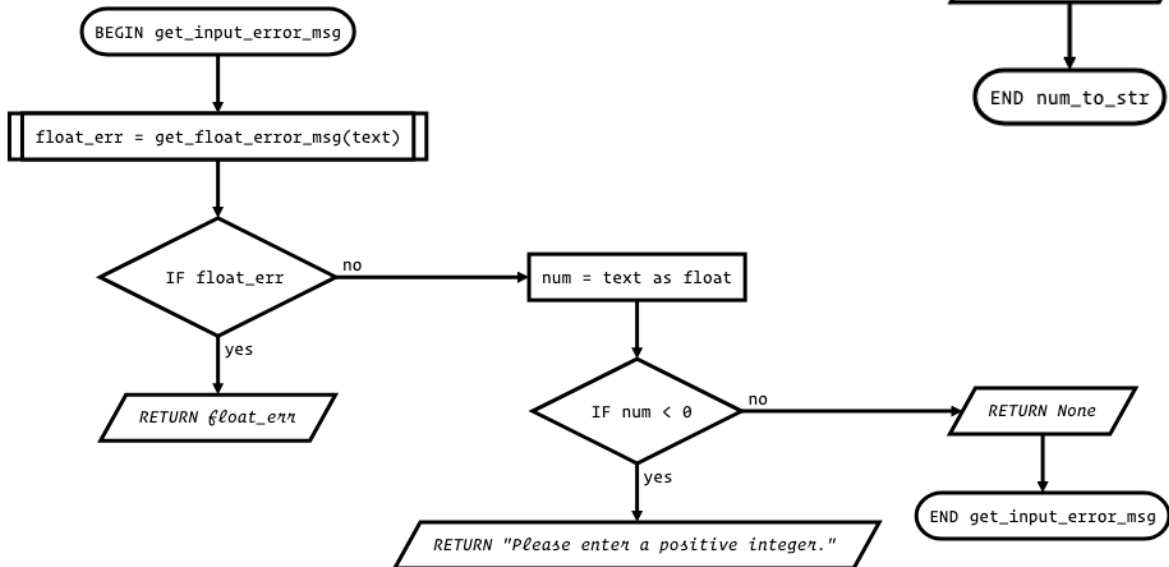 BEGIN get_input_error_msg
END num_to_str
float_err = get_float_error_msg(text)
IF float_err
no
num = text as float
yes
RETURN float_err
IF num < 0
no
RETURN None
yes
END get_input_error_msg
RETURN "Please enter a positive integer."